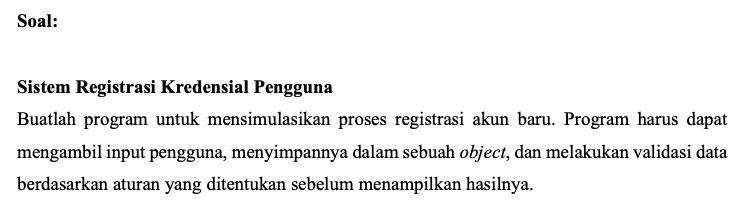 Soal:
Sistem Registrasi Kredensial Pengguna
Buatlah program untuk mensimulasikan proses registrasi akun baru. Program harus dapat
mengambil input pengguna, menyimpannya dalam sebuah object, dan melakukan validasi data
berdasarkan aturan yang ditentukan sebelum menampilkan hasilnya.